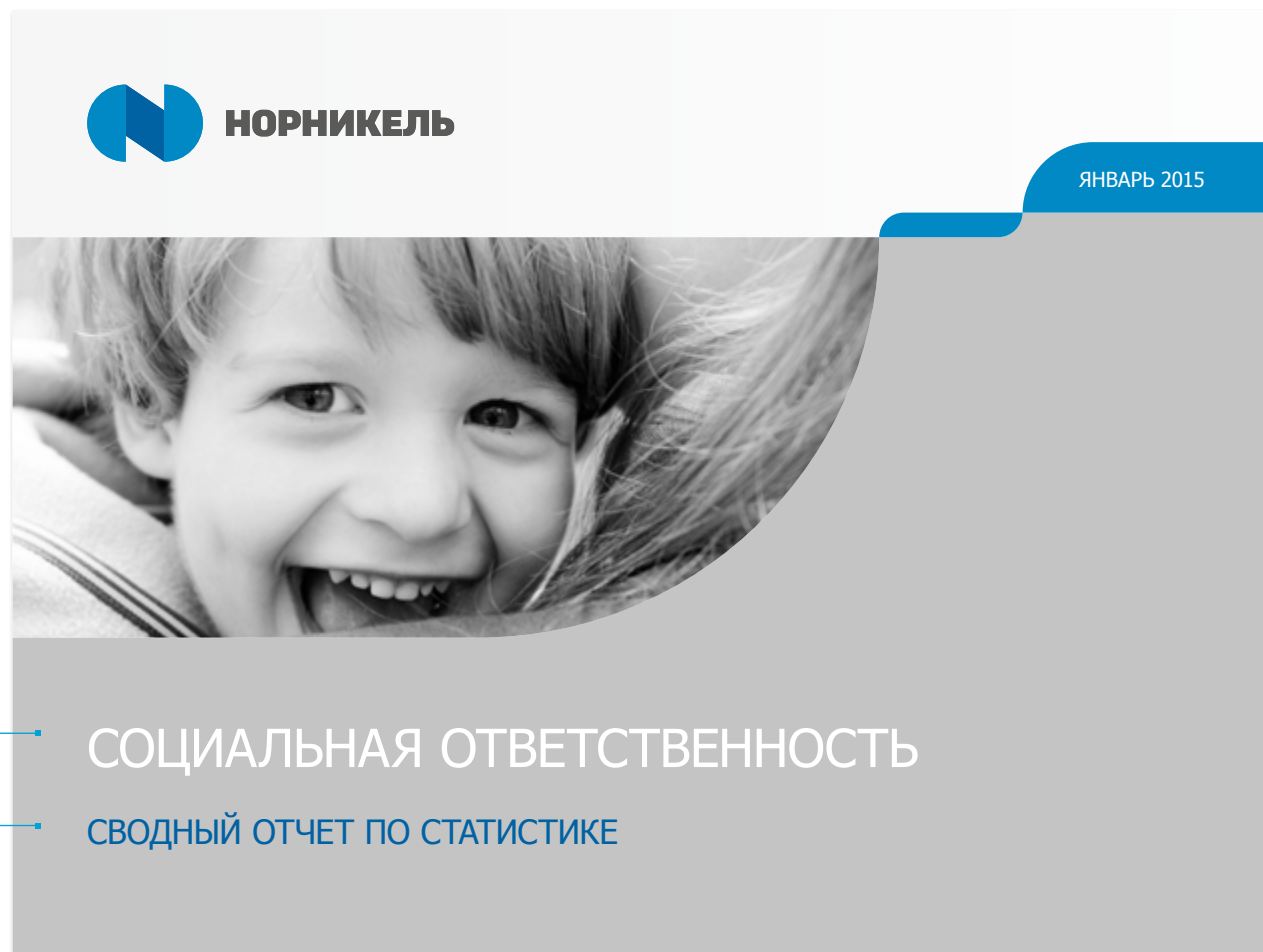 НОРНИКЕЛЬ
ЯНВАРЬ 2015
СОЦИАЛЬНАЯ ОТВЕТСТВЕННОСТЬ
СВОДНЫЙ ОТЧЕТ ПО СТАТИСТИКЕ